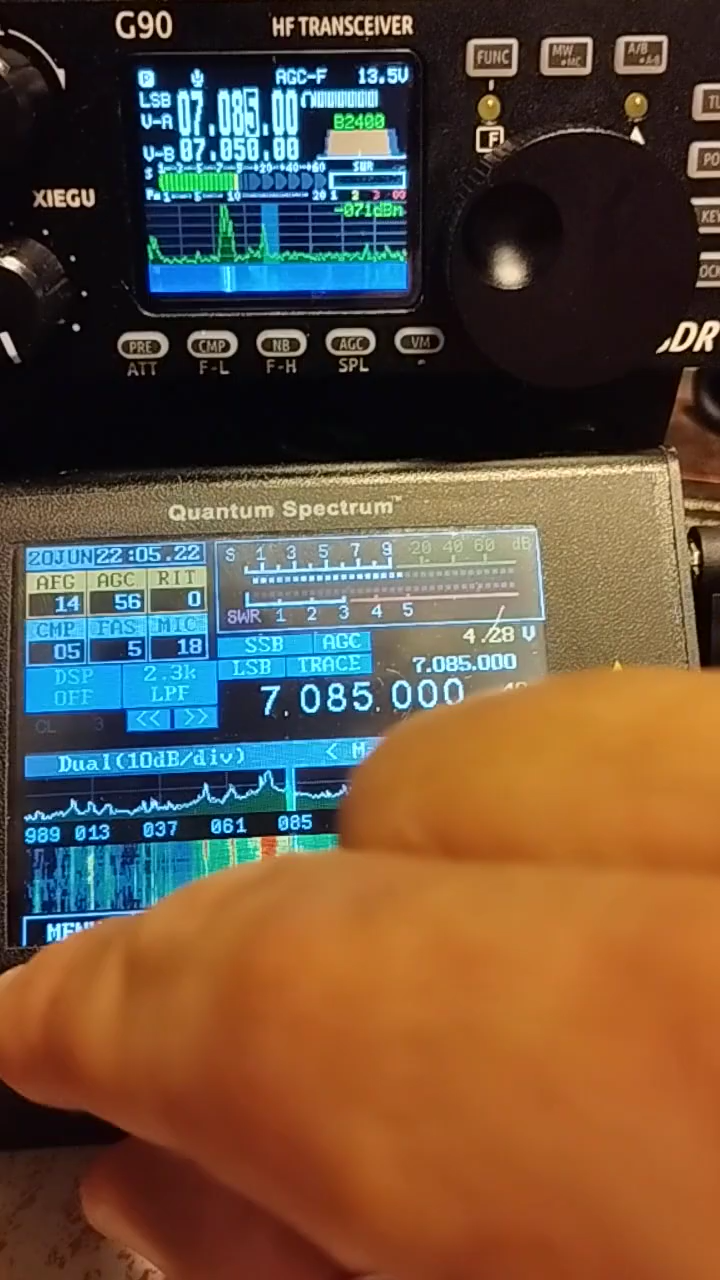 G90
HF TRANSCEIVER
FUNC
MW
MC
A/B
P
AGC-F
13.5V
LSB
V-A
07.085.00
B2400
V-B
07.050.00
F
SWR
-071dBm
XIEGU
PRE
CMP
NB
AGC
VM
ATT
F-L
F-H
SPL
Quantum Spectrum™
20JUN 22:05.22
AFG
AGC
RIT
14
56
0
CMP
FAS
MIC
05
5
18
DSP
OFF
2.3k
LPF
CL
3
<<
>>
S 1 3 5 7 9 20 40 60 dB
SWR 1 2 3 4 5
SSB
AGC
4.28 V
LSB
TRACE
7.085.000
7.085.000
Dual(10dB/div)
<
989 013 037 061 085